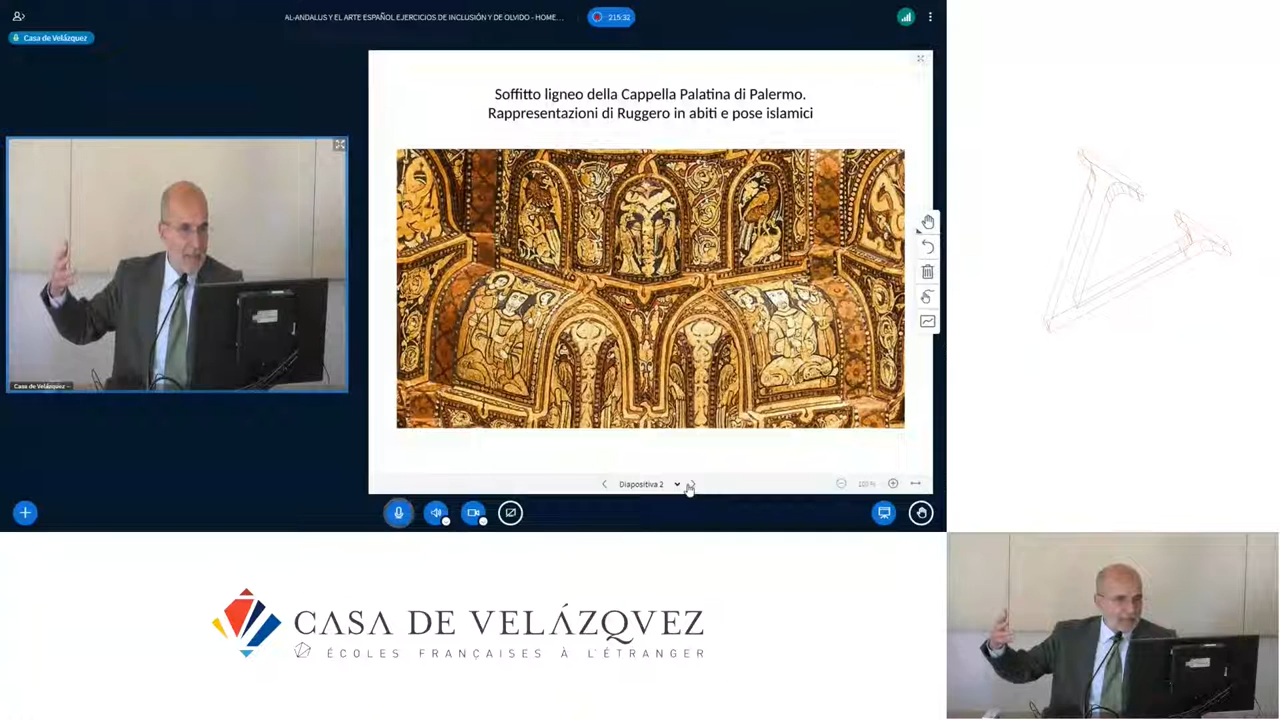 AL-ANDALUS Y EL ARTE ESPAÑOL EJERCICIOS DE INCLUSIÓN Y DE OLVIDO - HOME...
215:32
Casa de Velázquez
Soffitto ligneo della Cappella Palatina di Palermo.
Rappresentazioni di Ruggero in abiti e pose islamici
Casa de Velázquez
Diapositiva 2
100%
CASA DE VELÁZQVEZ
ÉCOLES FRANÇAISES À L'ÉTRANGER